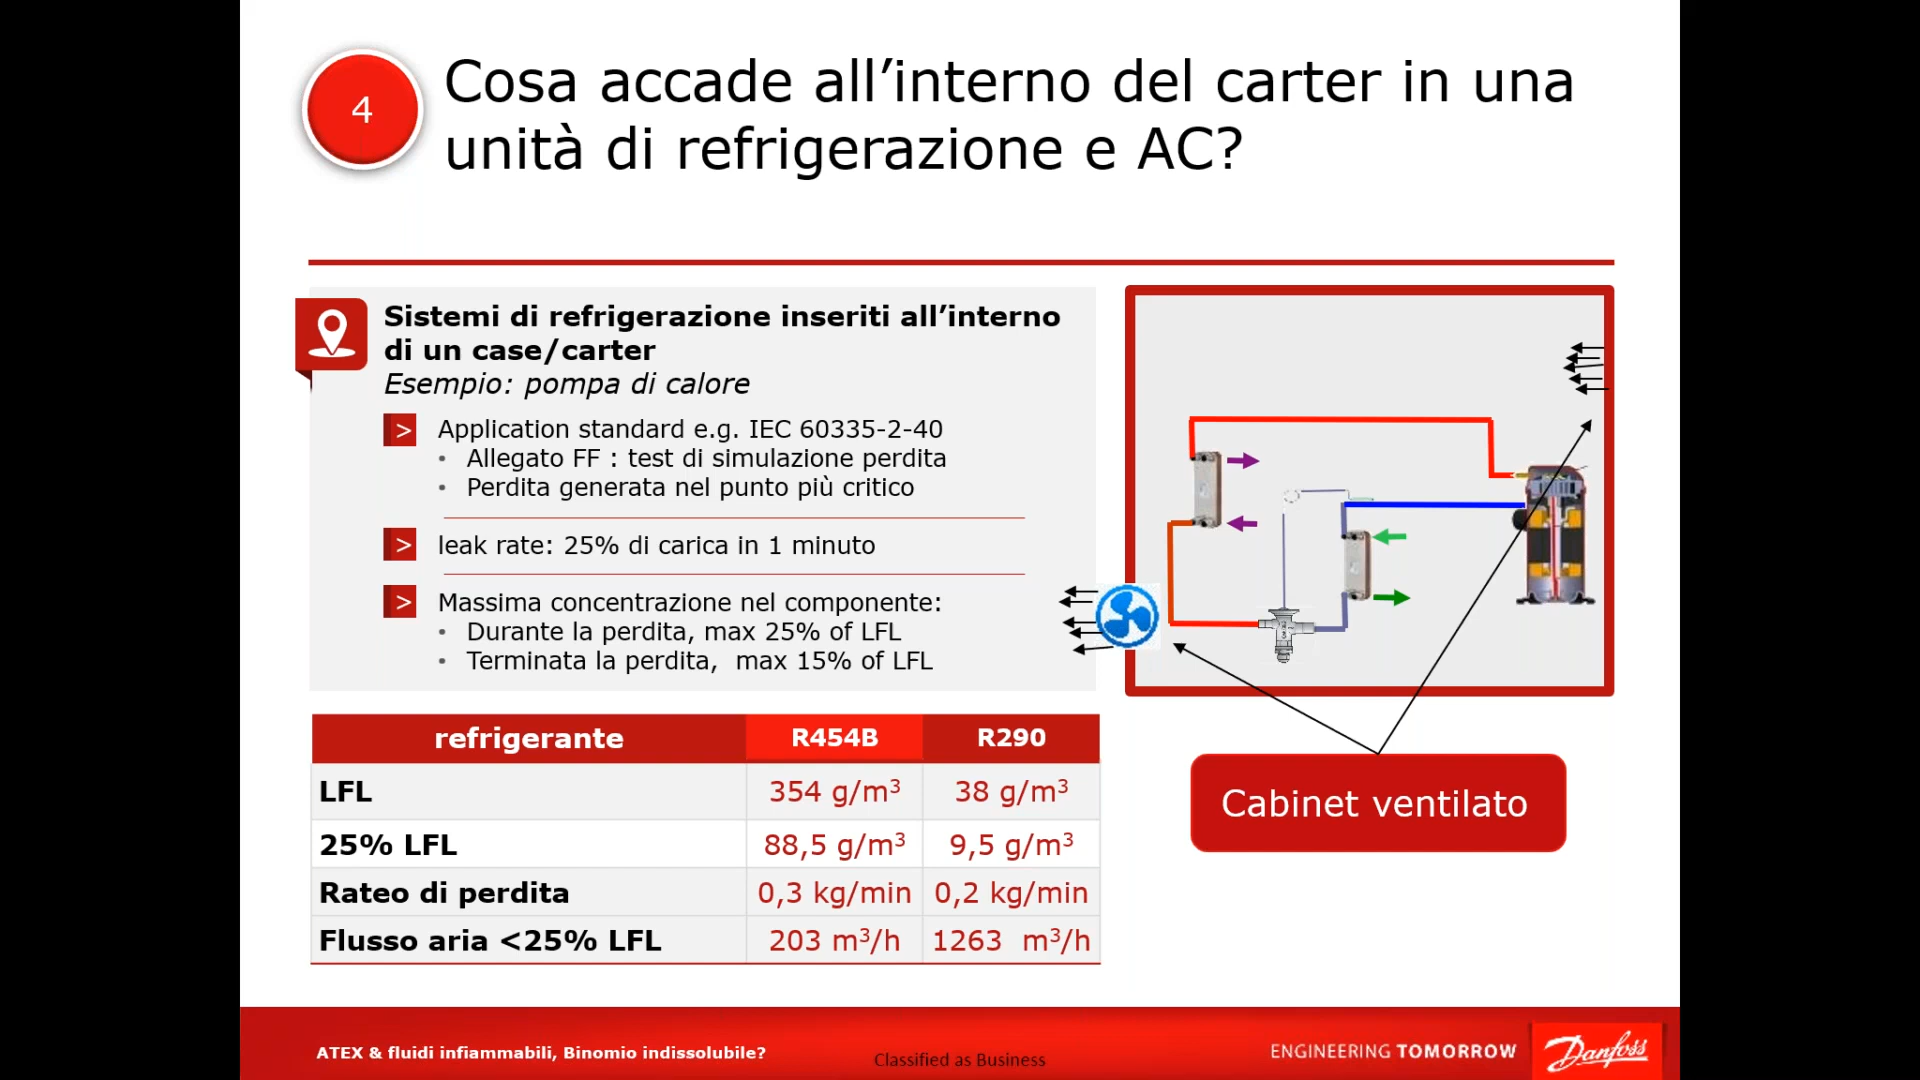 4
Cosa accade all’interno del carter in una
unità di refrigerazione e AC?
Sistemi di refrigerazione inseriti all’interno
di un case/carter
Esempio: pompa di calore
> Application standard e.g. IEC 60335-2-40
• Allegato FF : test di simulazione perdita
• Perdita generata nel punto più critico
> leak rate: 25% di carica in 1 minuto
> Massima concentrazione nel componente:
• Durante la perdita, max 25% of LFL
• Terminata la perdita,  max 15% of LFL
refrigerante R454B R290
LFL 354 g/m³ 38 g/m³
25% LFL 88,5 g/m³ 9,5 g/m³
Rateo di perdita 0,3 kg/min 0,2 kg/min
Flusso aria <25% LFL 203 m³/h 1263  m³/h
Cabinet ventilato
ATEX & fluidi infiammabili, Binomio indissolubile?
Classified as Business
ENGINEERING TOMORROW
Danfoss